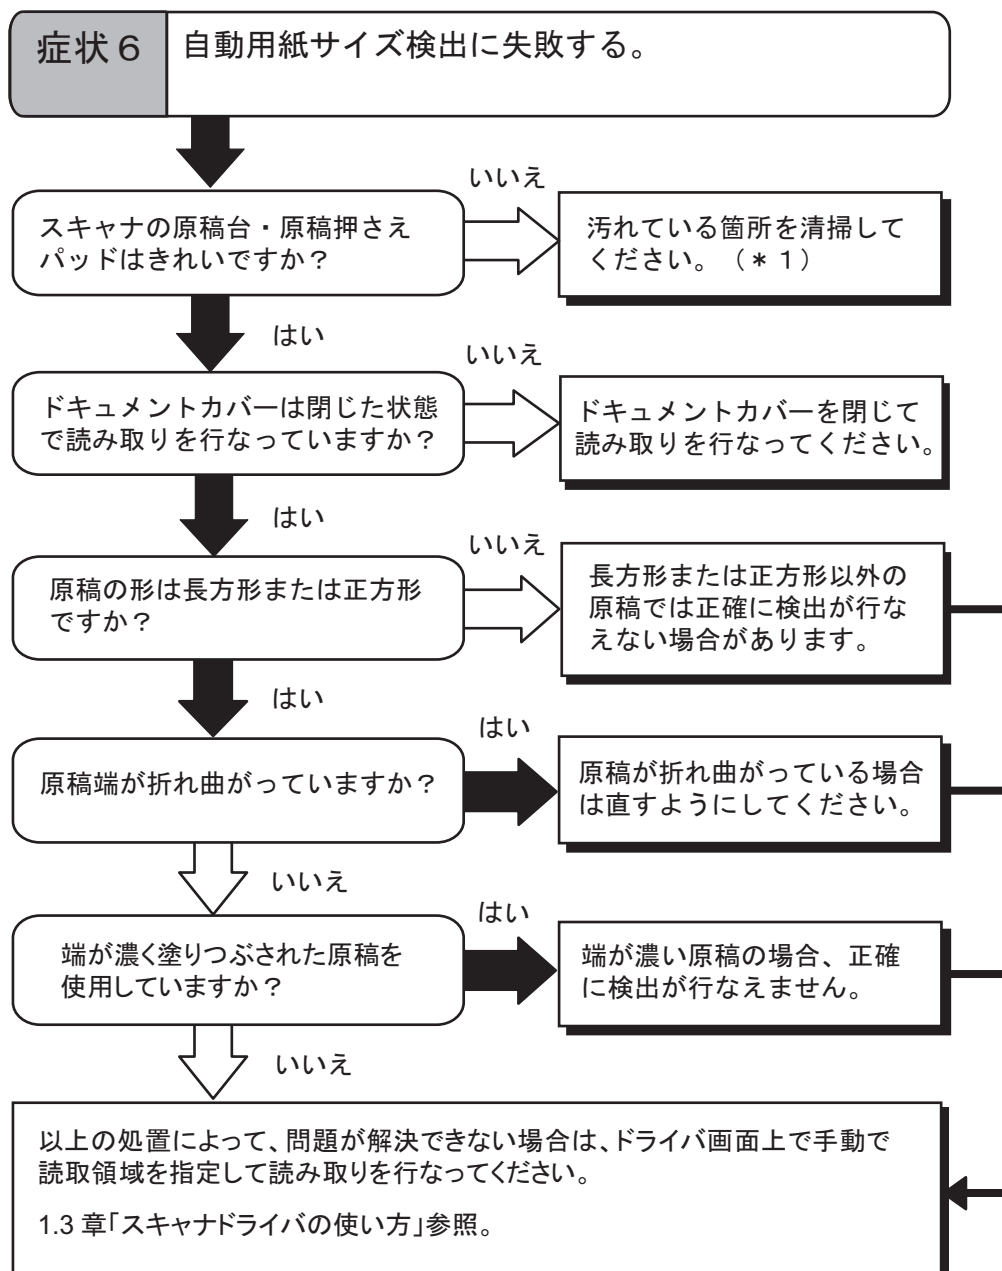 症状６
自動用紙サイズ検出に失敗する。
いいえ
スキャナの原稿台・原稿押さえ
パッドはきれいですか？
汚れている箇所を清掃して
ください。（＊１）
はい
いいえ
ドキュメントカバーは閉じた状態
で読み取りを行なっていますか？
ドキュメントカバーを閉じて
読み取りを行なってください。
はい
いいえ
原稿の形は長方形または正方形
ですか？
長方形または正方形以外の
原稿では正確に検出が行な
えない場合があります。
はい
はい
原稿端が折れ曲がっていますか？
原稿が折れ曲がっている場合
は直すようにしてください。
いいえ
はい
端が濃く塗りつぶされた原稿を
使用していますか？
端が濃い原稿の場合、正確
に検出が行なえません。
いいえ
以上の処置によって、問題が解決できない場合は、ドライバ画面上で手動で
読取領域を指定して読み取りを行なってください。
1.3 章「スキャナドライバの使い方」参照。